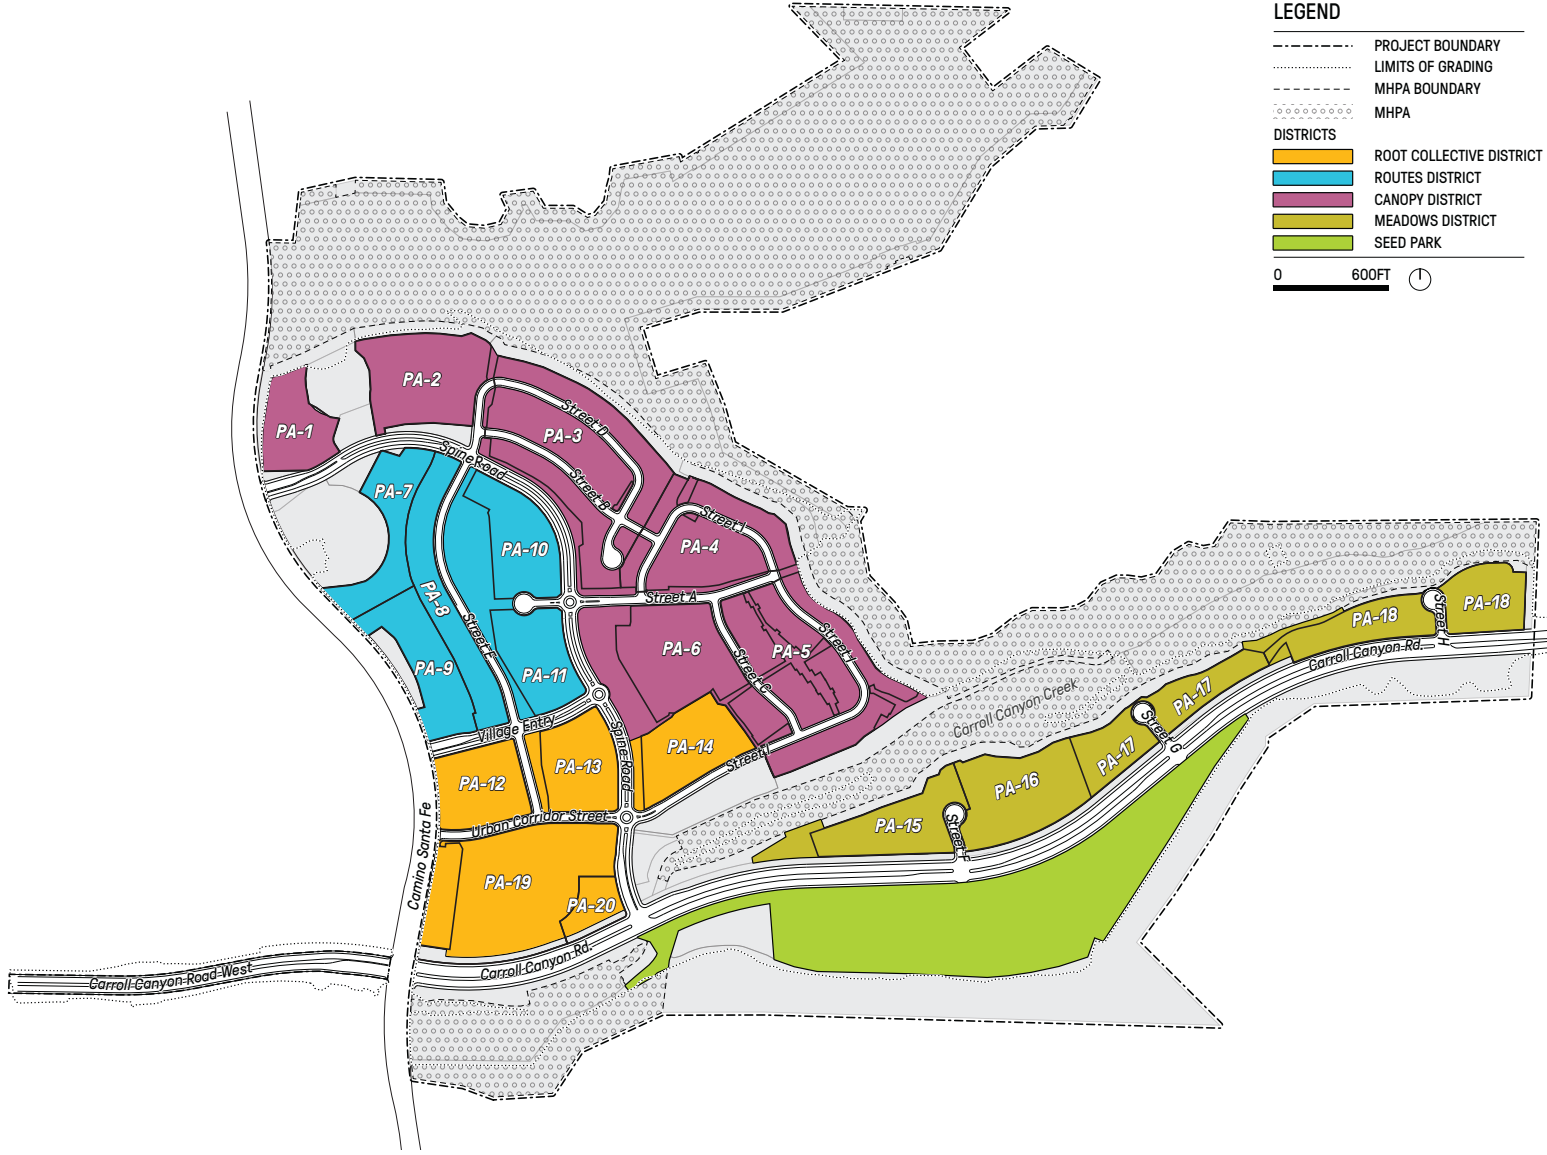 LEGEND
PROJECT BOUNDARY
LIMITS OF GRADING
MHPA BOUNDARY
MHPA
DISTRICTS
ROOT COLLECTIVE DISTRICT
ROUTES DISTRICT
CANOPY DISTRICT
MEADOWS DISTRICT
SEED PARK
0 600FT
PA-1
PA-2
PA-3
Street D
Street B
Spine Road
PA-7
PA-10
PA-8
Street E
PA-9
PA-11
PA-4
Street J
Street A
PA-6
PA-5
Street C
Street I
Village Entry
Spine Road
PA-12
PA-13
PA-14
Street I
Urban Corridor Street
Camino Santa Fe
PA-19
PA-20
Carroll Canyon Rd.
Carroll Canyon Road West
Carroll Canyon Creek
PA-15
Street F
PA-16
PA-17
Street G
PA-17
PA-18
Street H
PA-18
Carroll Canyon Rd.